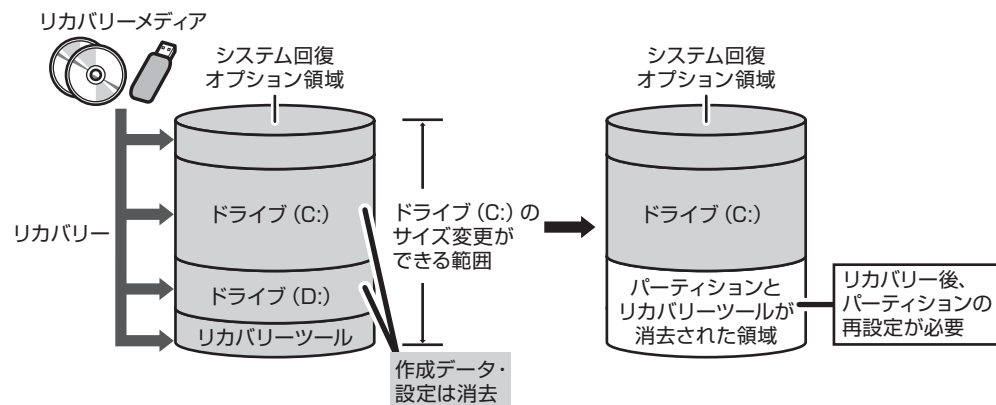 リカバリーメディア
システム回復
オプション領域
ドライブ（C:）
リカバリー
ドライブ（D:）
リカバリーツール
ドライブ（C:）の
サイズ変更が
できる範囲
作成データ・
設定は消去
システム回復
オプション領域
ドライブ（C:）
パーティションと
リカバリーツールが
消去された領域
リカバリー後、
パーティションの
再設定が必要